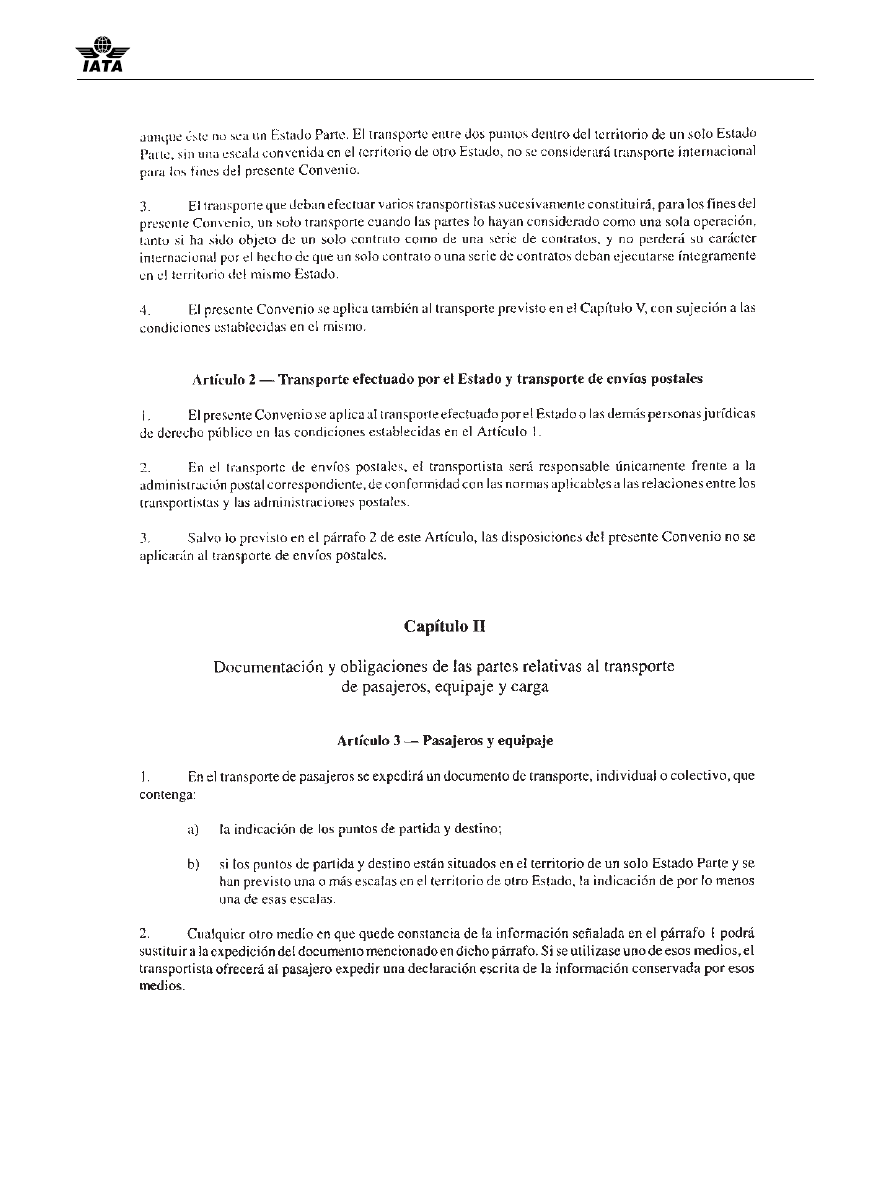 IATA
aunque éste no sea un Estado Parte. El transporte entre dos puntos dentro del territorio de un solo Estado
Parte, sin una escala convenida en el territorio de otro Estado, no se considerará transporte internacional
para los fines del presente Convenio.
3. El transporte que deban efectuar varios transportistas sucesivamente constituirá, para los fines del
presente Convenio, un solo transporte cuando las partes lo hayan considerado como una sola operación,
tanto si ha sido objeto de un solo contrato como de una serie de contratos, y no perderá su carácter
internacional por el hecho de que un solo contrato o una serie de contratos deban ejecutarse íntegramente
en el territorio del mismo Estado.
4. El presente Convenio se aplica también al transporte previsto en el Capítulo V, con sujeción a las
condiciones establecidas en el mismo.
Artículo 2 — Transporte efectuado por el Estado y transporte de envíos postales
1. El presente Convenio se aplica al transporte efectuado por el Estado o las demás personas jurídicas
de derecho público en las condiciones establecidas en el Artículo 1.
2. En el transporte de envíos postales, el transportista será responsable únicamente frente a la
administración postal correspondiente, de conformidad con las normas aplicables a las relaciones entre los
transportistas y las administraciones postales.
3. Salvo lo previsto en el párrafo 2 de este Artículo, las disposiciones del presente Convenio no se
aplicarán al transporte de envíos postales.
Capítulo II
Documentación y obligaciones de las partes relativas al transporte
de pasajeros, equipaje y carga
Artículo 3 — Pasajeros y equipaje
1. En el transporte de pasajeros se expedirá un documento de transporte, individual o colectivo, que
contenga:
a) la indicación de los puntos de partida y destino;
b) si los puntos de partida y destino están situados en el territorio de un solo Estado Parte y se
han previsto una o más escalas en el territorio de otro Estado, la indicación de por lo menos
una de esas escalas.
2. Cualquier otro medio en que quede constancia de la información señalada en el párrafo 1 podrá
sustituir a la expedición del documento mencionado en dicho párrafo. Si se utilizase uno de esos medios, el
transportista ofrecerá al pasajero expedir una declaración escrita de la información conservada por esos
medios.